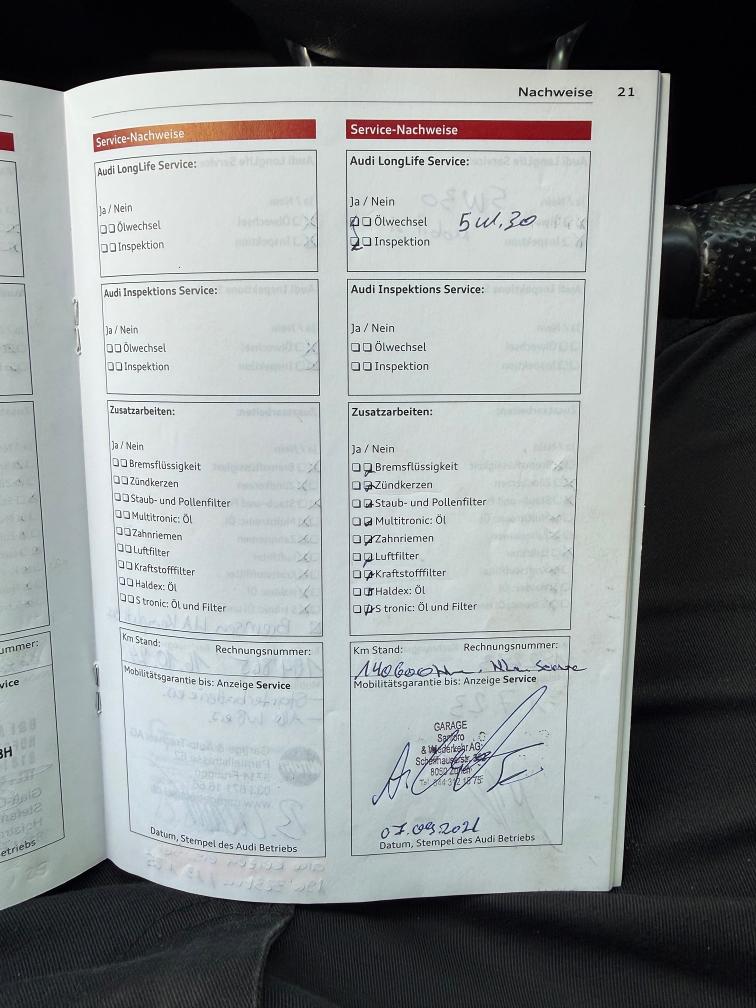 Nachweise 21
Service-Nachweise
Audi LongLife Service:
Ja / Nein
Ölwechsel
Inspektion
Audi Inspektions Service:
Ja / Nein
Ölwechsel
Inspektion
Zusatzarbeiten:
Ja / Nein
Bremsflüssigkeit
Zündkerzen
Staub- und Pollenfilter
Multitronic: Öl
Zahnriemen
Luftfilter
Kraftstofffilter
Haldex: Öl
S tronic: Öl und Filter
Km Stand: Rechnungsnummer:
Mobilitätsgarantie bis: Anzeige Service
Datum, Stempel des Audi Betriebs
Service-Nachweise
Audi LongLife Service:
Ja / Nein
Ölwechsel 5W.30
Inspektion
Audi Inspektions Service:
Ja / Nein
Ölwechsel
Inspektion
Zusatzarbeiten:
Ja / Nein
Bremsflüssigkeit
Zündkerzen
Staub- und Pollenfilter
Multitronic: Öl
Zahnriemen
Luftfilter
Kraftstofffilter
Haldex: Öl
S tronic: Öl und Filter
Km Stand: Rechnungsnummer:
140600
Mobilitätsgarantie bis: Anzeige Service
GARAGE
& Wiederkehr AG
07.09.2021
Datum, Stempel des Audi Betriebs